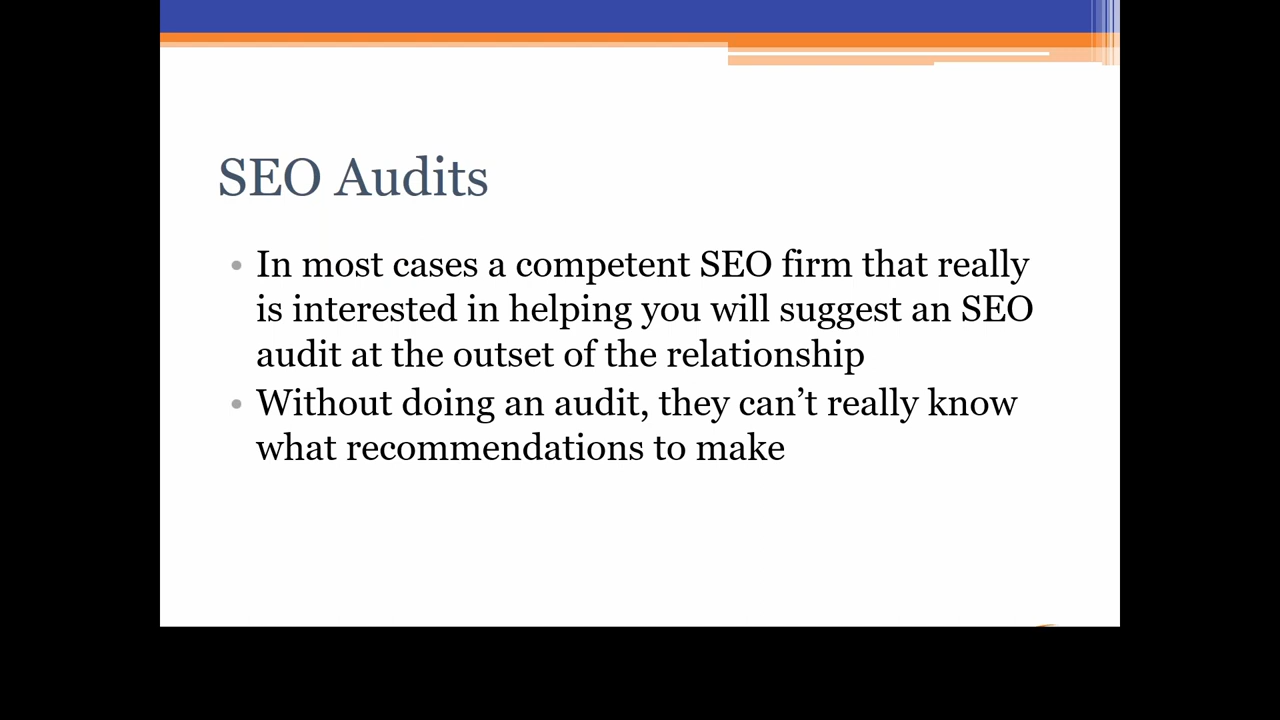 SEO Audits
• In most cases a competent SEO firm that really
is interested in helping you will suggest an SEO
audit at the outset of the relationship
• Without doing an audit, they can’t really know
what recommendations to make